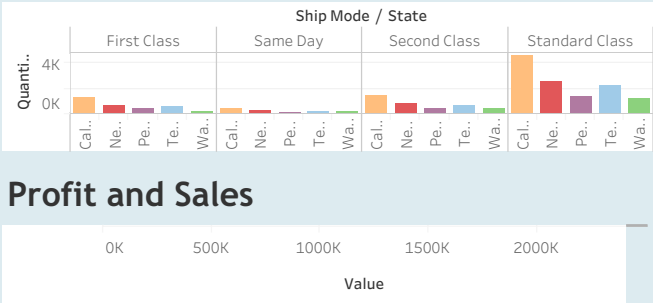 Ship Mode / State
First Class Same Day Second Class Standard Class
Quanti..
4K
0K
Cal.. Ne.. Pe.. Te.. Wa.. Cal.. Ne.. Pe.. Te.. Wa.. Cal.. Ne.. Pe.. Te.. Wa.. Cal.. Ne.. Pe.. Te.. Wa..
Profit and Sales
0K 500K 1000K 1500K 2000K
Value